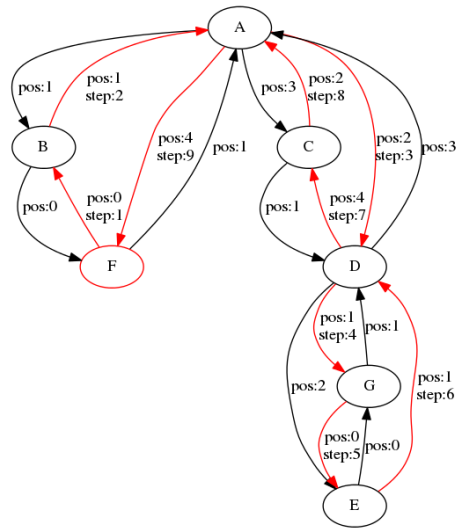 A
pos:1
pos:1
step:2
pos:3
pos:2
step:8
B
C
pos:4
step:9
pos:1
pos:2
step:3
pos:3
pos:0
pos:0
step:1
pos:1
pos:4
step:7
F
D
pos:1
step:4
pos:1
pos:2
G
pos:1
step:6
pos:0
step:5
pos:0
E